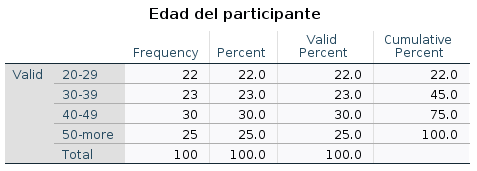 Edad del participante
Frequency Percent Valid Percent Cumulative Percent
Valid 20-29 22 22.0 22.0 22.0
30-39 23 23.0 23.0 45.0
40-49 30 30.0 30.0 75.0
50-more 25 25.0 25.0 100.0
Total 100 100.0 100.0